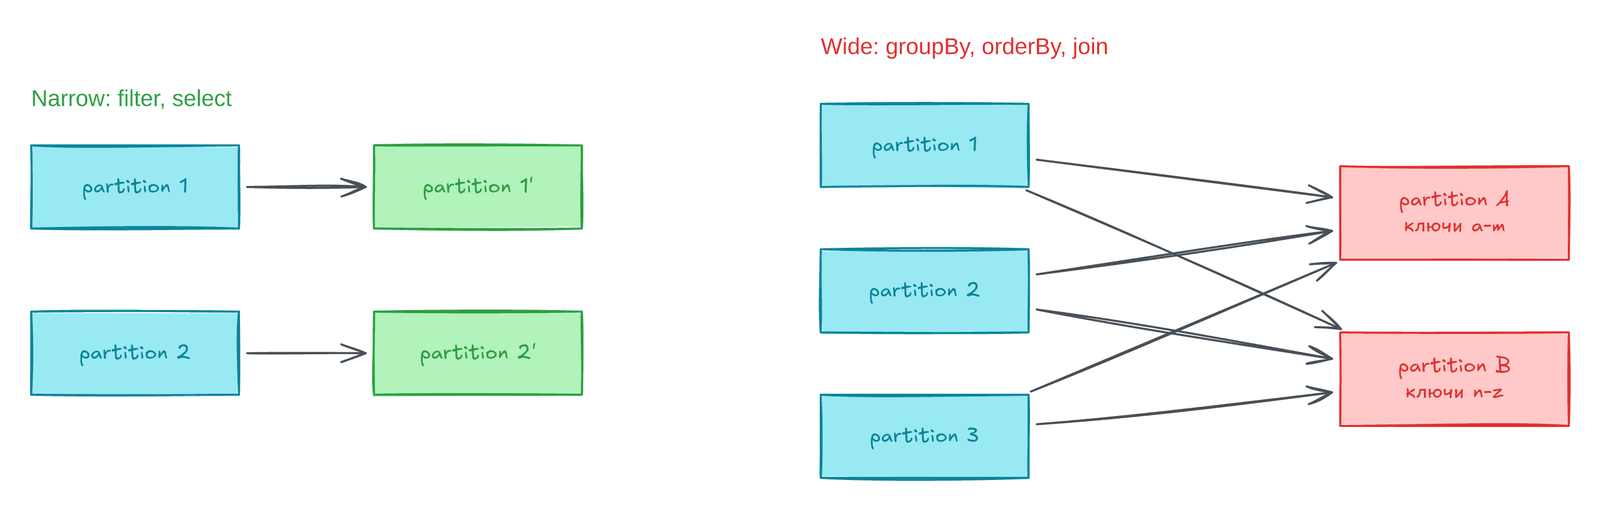 Narrow: filter, select
partition 1
partition 1'
partition 2
partition 2'
Wide: groupBy, orderBy, join
partition 1
partition 2
partition 3
partition A
ключи a-m
partition B
ключи n-z